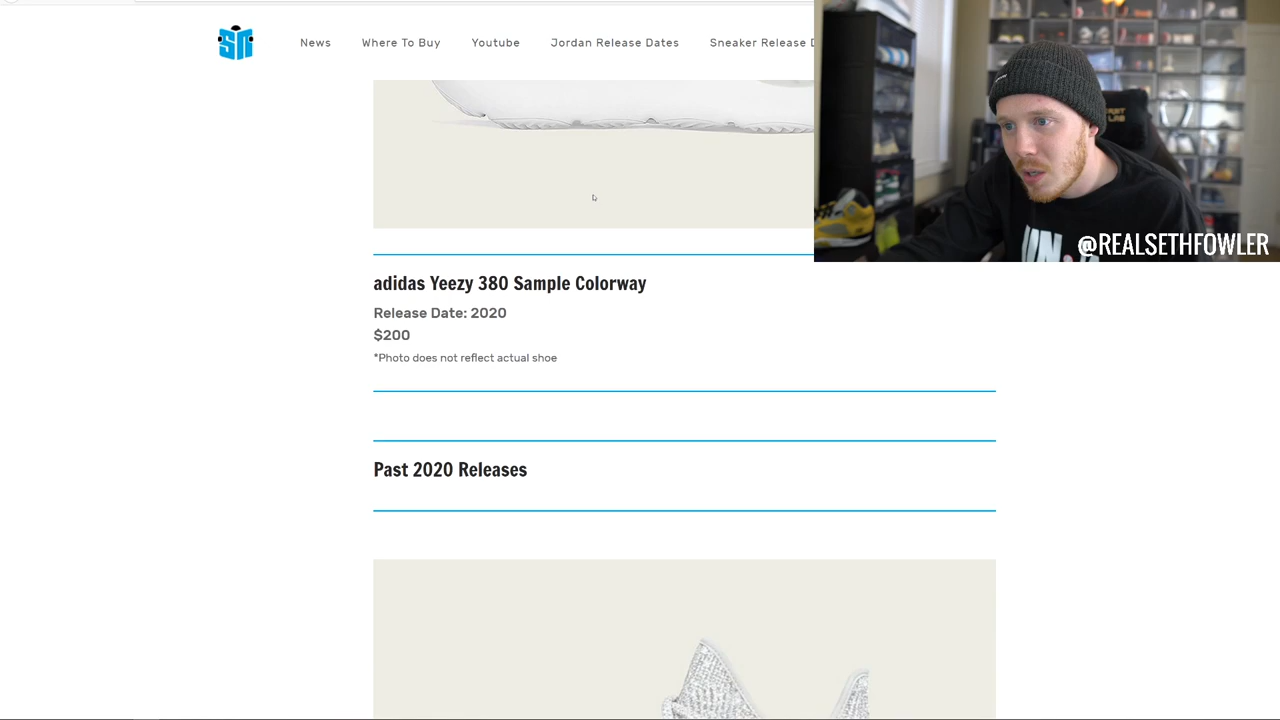 News Where To Buy Youtube Jordan Release Dates Sneaker Release D
@REALSETHFOWLER
adidas Yeezy 380 Sample Colorway
Release Date: 2020
$200
*Photo does not reflect actual shoe
Past 2020 Releases